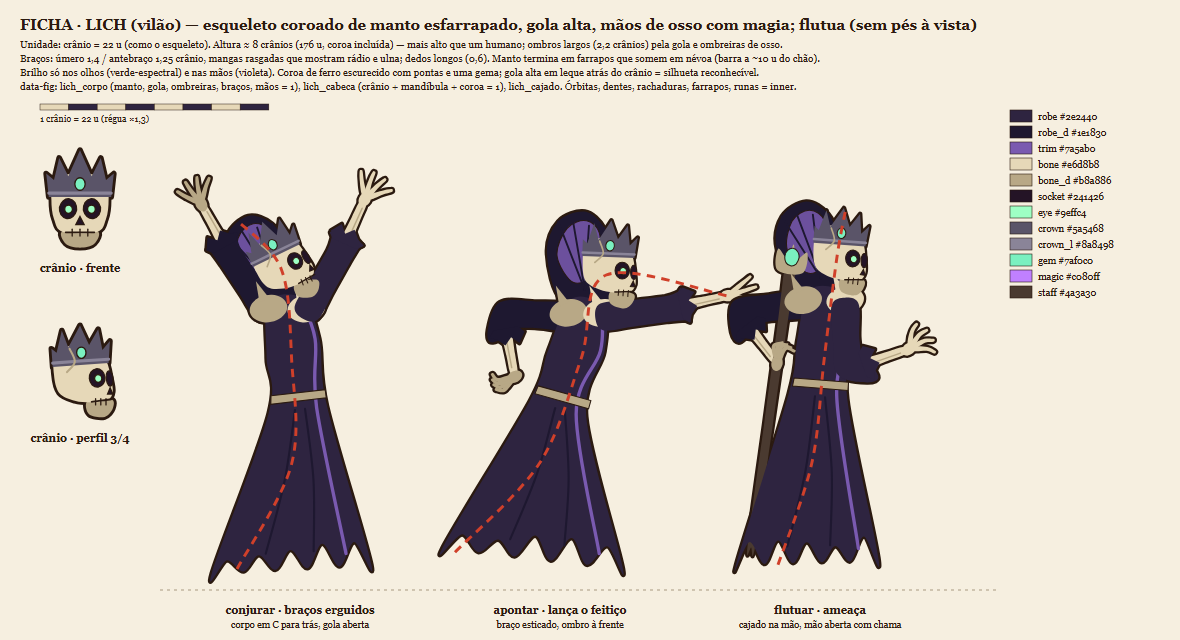 FICHA · LICH (vilão) — esqueleto coroado de manto esfarrapado, gola alta, mãos de osso com magia; flutua (sem pés à vista)
Unidade: crânio = 22 u (como o esqueleto). Altura ≈ 8 crânios (176 u, coroa incluída) — mais alto que um humano; ombros largos (2,2 crânios) pela gola e ombreiras de osso.
Braços: úmero 1,4 / antebraço 1,25 crânio, mangas rasgadas que mostram rádio e ulna; dedos longos (0,6). Manto termina em farrapos que somem em névoa (barra a ~10 u do chão).
Brilho só nos olhos (verde-espectral) e nas mãos (violeta). Coroa de ferro escurecido com pontas e uma gema; gola alta em leque atrás do crânio = silhueta reconhecível.
data-fig: lich_corpo (manto, gola, ombreiras, braços, mãos = 1), lich_cabeca (crânio + mandíbula + coroa = 1), lich_cajado. Órbitas, dentes, rachaduras, farrapos, runas = inner.
1 crânio = 22 u (régua ×1,3)
robe #2e2440
robe_d #1e1830
trim #7a5ab0
bone #e6d8b8
bone_d #b8a886
socket #241426
eye #9effc4
crown #5a5468
crown_l #8a8498
gem #7af0c0
magic #c080ff
staff #4a3a30
crânio · frente
crânio · perfil 3/4
conjurar · braços erguidos
corpo em C para trás, gola aberta
apontar · lança o feitiço
braço esticado, ombro à frente
flutuar · ameaça
cajado na mão, mão aberta com chama